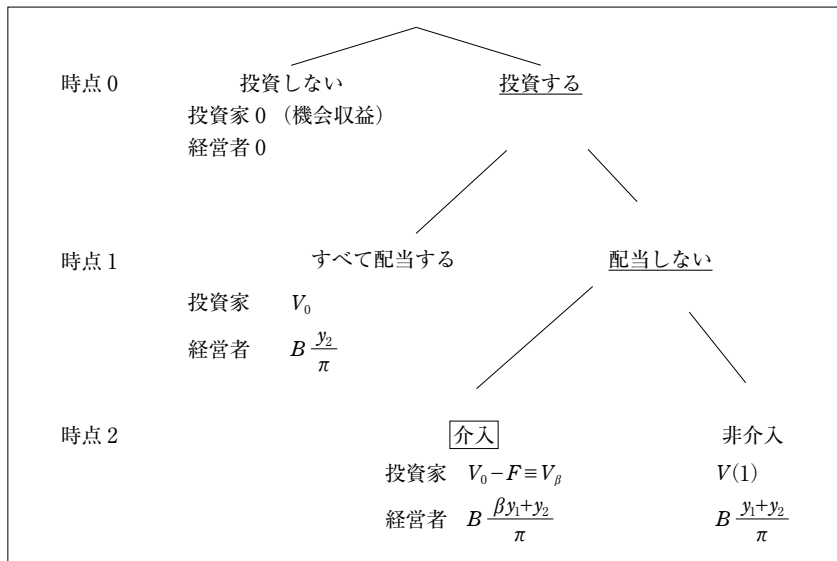 時点 0 投資しない 投資する
投資家 0 (機会収益)
経営者 0
時点 1 すべて配当する 配当しない
投資家 V₀
経営者 B y₂/π
時点 2 介入 非介入
投資家 V₀−F≡Vᵦ V(1)
経営者 B (βy₁+y₂)/π B (y₁+y₂)/π